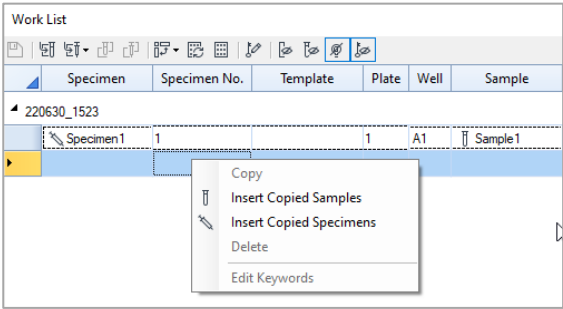 Work List
Specimen Specimen No. Template Plate Well Sample
220630_1523
Specimen1 1 1 A1 Sample1
Copy
Insert Copied Samples
Insert Copied Specimens
Delete
Edit Keywords